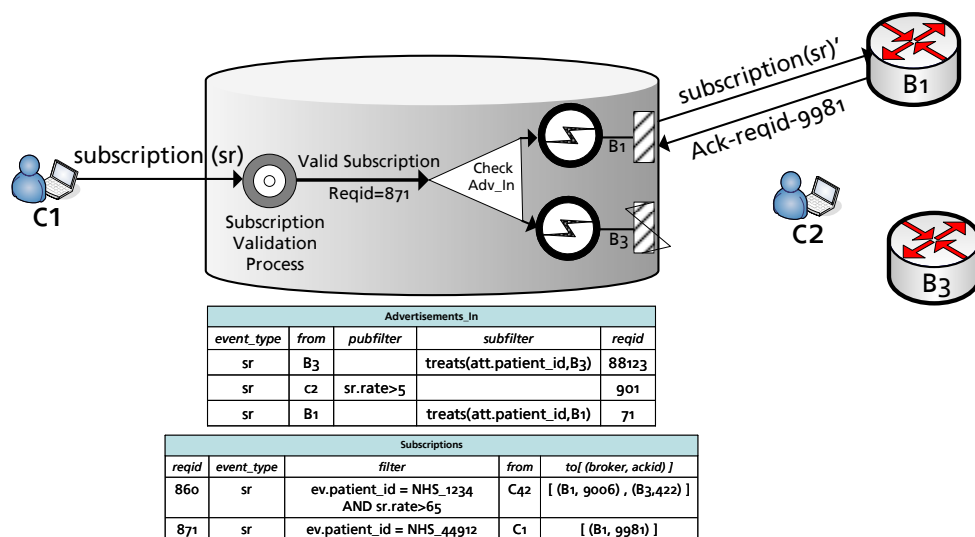 subscription(sr)'
B1
Ack-reqid-9981
subscription (sr)
C1
Valid Subscription
Reqid=871
Check
Adv_In
B1
B3
Subscription
Validation
Process
C2
B3
Advertisements_In
event_type from pubfilter subfilter reqid
sr B3 treats(att.patient_id,B3) 88123
sr c2 sr.rate>5 901
sr B1 treats(att.patient_id,B1) 71
Subscriptions
reqid event_type filter from to[ (broker, ackid) ]
860 sr ev.patient_id = NHS_1234 C42 [ (B1, 9006) , (B3,422) ]
AND sr.rate>65
871 sr ev.patient_id = NHS_44912 C1 [ (B1, 9981) ]